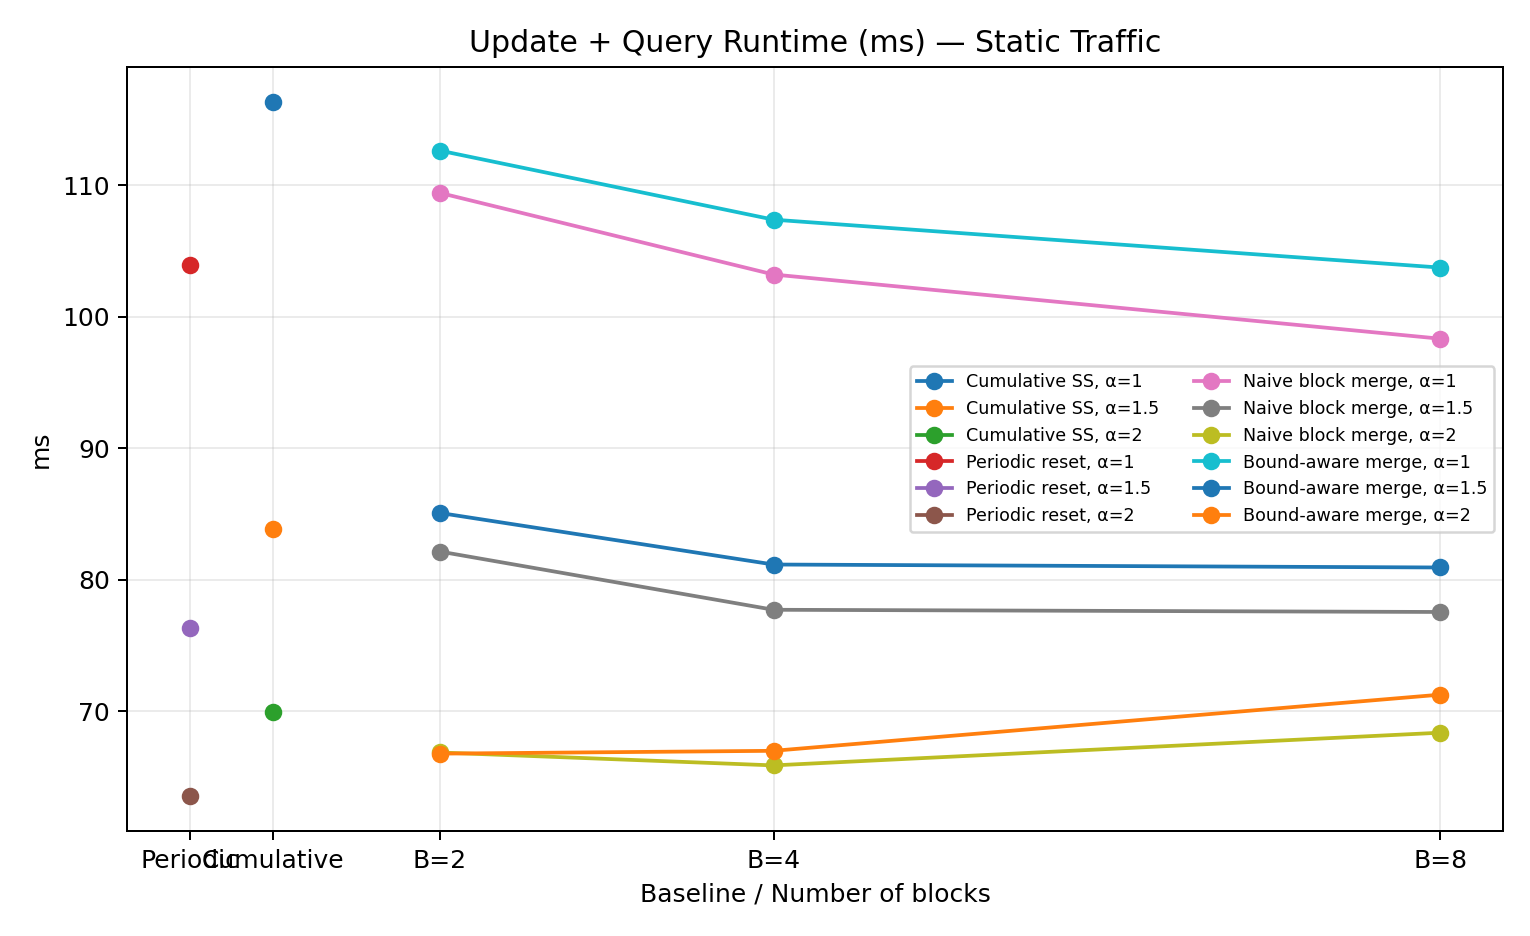 Update + Query Runtime (ms) — Static Traffic
110
100
90
80
70
ms
Cumulative SS, α=1
Cumulative SS, α=1.5
Cumulative SS, α=2
Periodic reset, α=1
Periodic reset, α=1.5
Periodic reset, α=2
Naive block merge, α=1
Naive block merge, α=1.5
Naive block merge, α=2
Bound-aware merge, α=1
Bound-aware merge, α=1.5
Bound-aware merge, α=2
Periodic Cumulative B=2 B=4 B=8
Baseline / Number of blocks